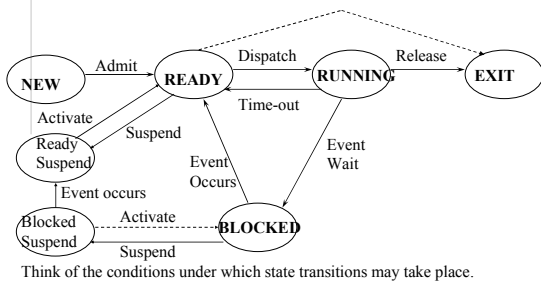 Admit
Dispatch
Release
NEW
READY
RUNNING
EXIT
Activate
Time-out
Suspend
Ready
Suspend
Event
Wait
Event
Occurs
Event occurs
Blocked
Suspend
Activate
BLOCKED
Suspend
Think of the conditions under which state transitions may take place.